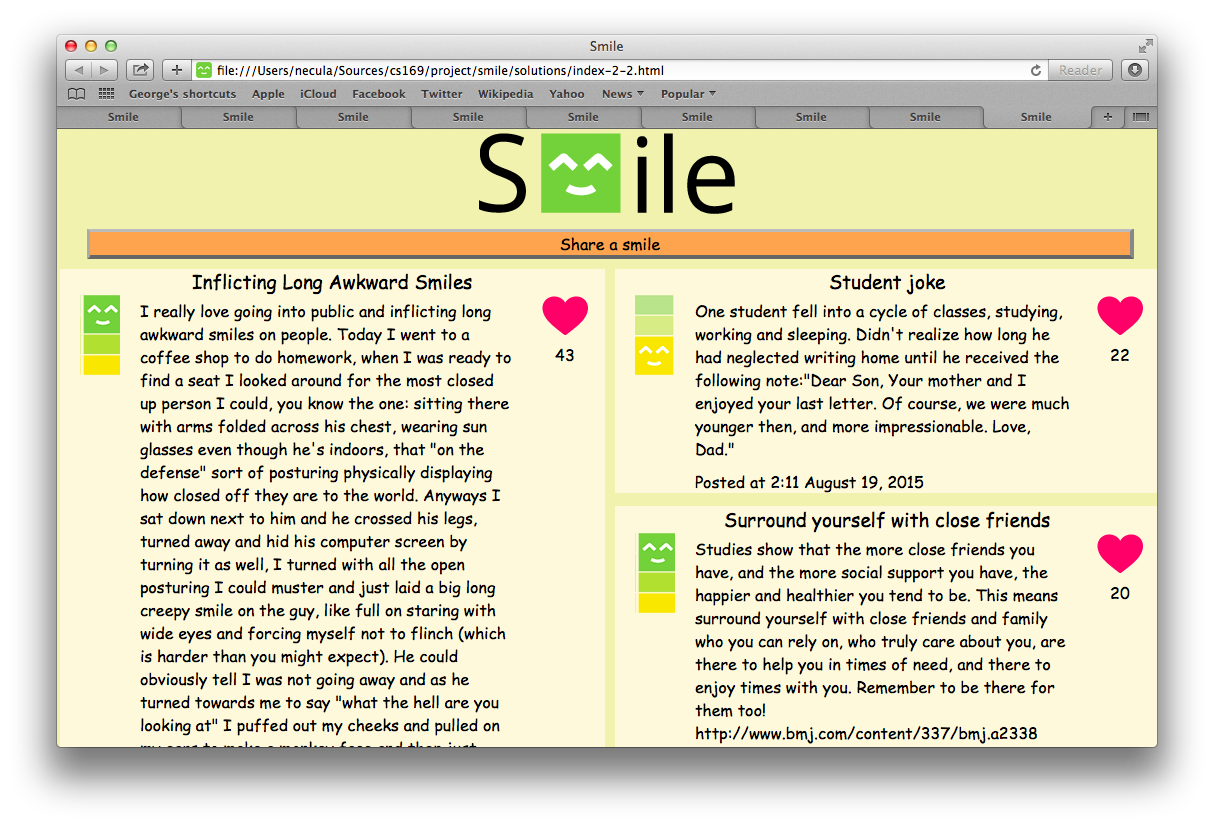 Smile
file:///Users/necula/Sources/cs169/project/smile/solutions/index-2-2.html
Reader
George's shortcuts Apple iCloud Facebook Twitter Wikipedia Yahoo News Popular
Smile Smile Smile Smile Smile Smile Smile Smile Smile
S ile
Share a smile
Inflicting Long Awkward Smiles
I really love going into public and inflicting long
awkward smiles on people. Today I went to a
coffee shop to do homework, when I was ready to
find a seat I looked around for the most closed
up person I could, you know the one: sitting there
with arms folded across his chest, wearing sun
glasses even though he's indoors, that "on the
defense" sort of posturing physically displaying
how closed off they are to the world. Anyways I
sat down next to him and he crossed his legs,
turned away and hid his computer screen by
turning it as well, I turned with all the open
posturing I could muster and just laid a big long
creepy smile on the guy, like full on staring with
wide eyes and forcing myself not to flinch (which
is harder than you might expect). He could
obviously tell I was not going away and as he
turned towards me to say "what the hell are you
looking at" I puffed out my cheeks and pulled on
my ears to make a monkey face and then just
43
Student joke
One student fell into a cycle of classes, studying,
working and sleeping. Didn't realize how long he
had neglected writing home until he received the
following note:"Dear Son, Your mother and I
enjoyed your last letter. Of course, we were much
younger then, and more impressionable. Love,
Dad."
Posted at 2:11 August 19, 2015
22
Surround yourself with close friends
Studies show that the more close friends you
have, and the more social support you have, the
happier and healthier you tend to be. This means
surround yourself with close friends and family
who you can rely on, who truly care about you, are
there to help you in times of need, and there to
enjoy times with you. Remember to be there for
them too!
http://www.bmj.com/content/337/bmj.a2338
20